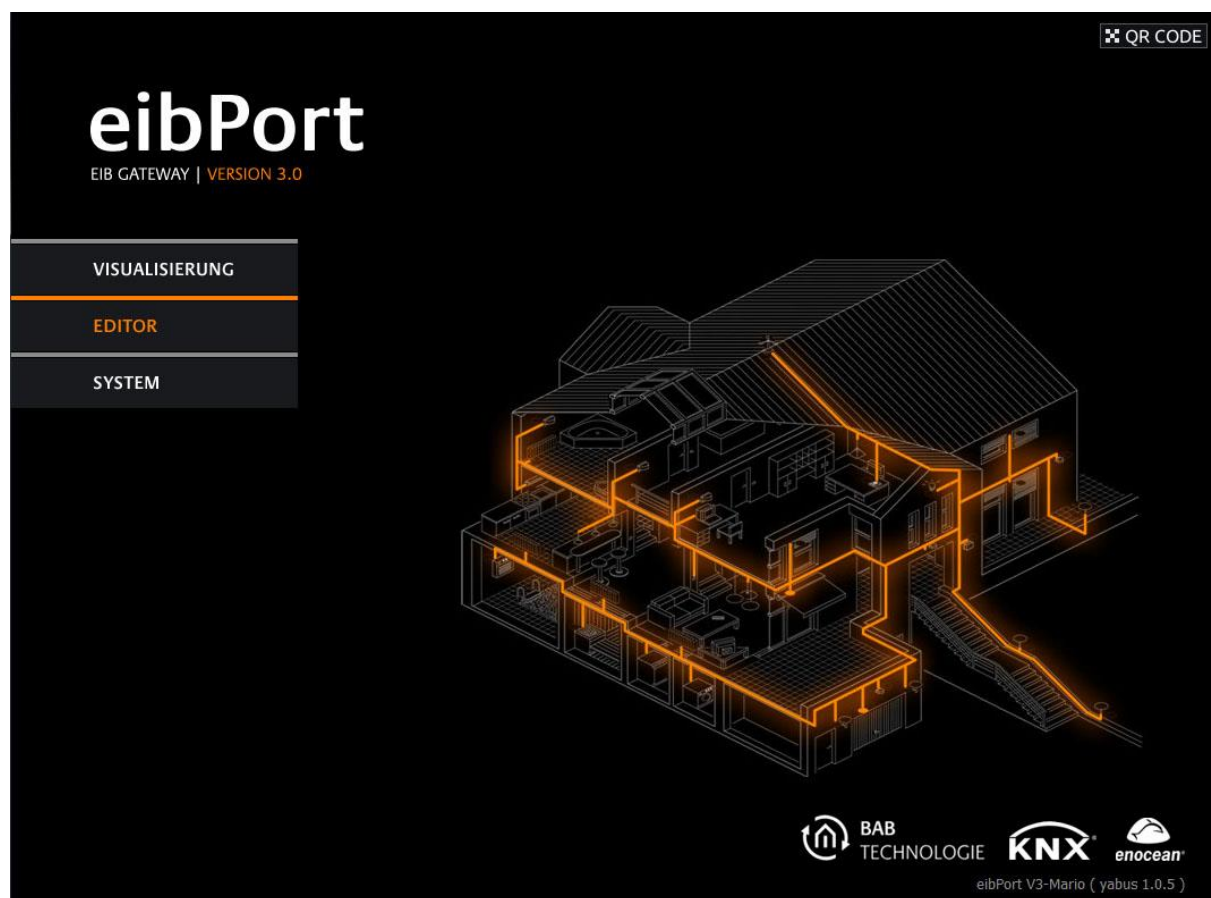 QR CODE
eibPort
EIB GATEWAY | VERSION 3.0
VISUALISIERUNG
EDITOR
SYSTEM
BAB
TECHNOLOGIE
KNX®
enocean®
eibPort V3-Mario ( yabus 1.0.5 )